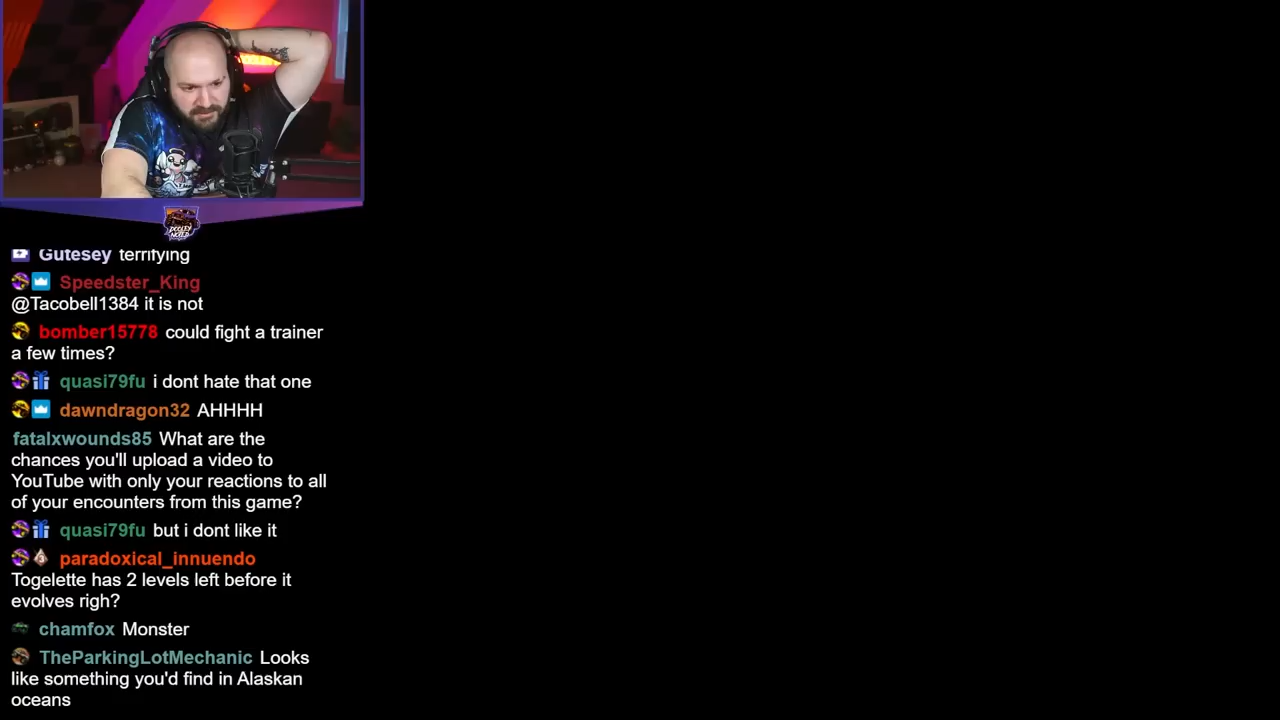 DOOLEY
NOTED
Gutesey terrifying
Speedster_King
@Tacobell1384 it is not
bomber15778 could fight a trainer
a few times?
quasi79fu i dont hate that one
dawndragon32 AHHHH
fatalxwounds85 What are the
chances you'll upload a video to
YouTube with only your reactions to all
of your encounters from this game?
quasi79fu but i dont like it
paradoxical_innuendo
Togelette has 2 levels left before it
evolves righ?
chamfox Monster
TheParkingLotMechanic Looks
like something you'd find in Alaskan
oceans